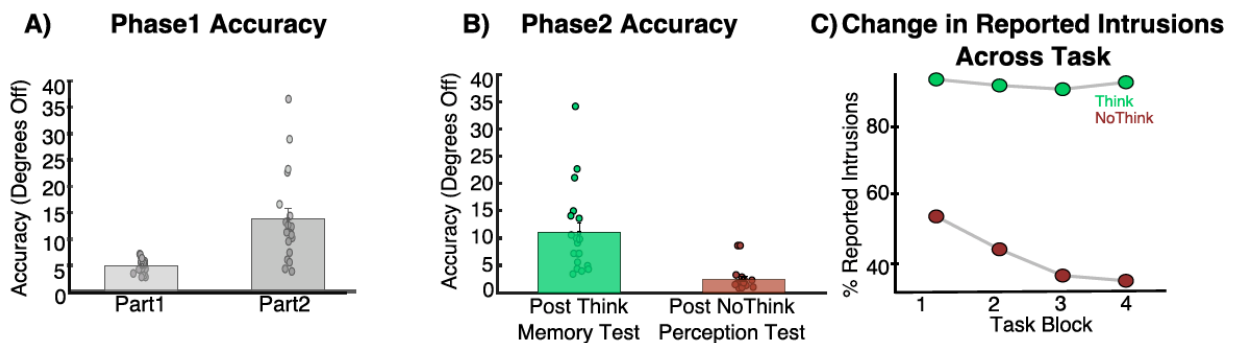 A) Phase1 Accuracy
Accuracy (Degrees Off)
40
35
30
25
20
15
10
5
0
Part1 Part2
B) Phase2 Accuracy
Accuracy (Degrees Off)
40
35
30
25
20
15
10
5
0
Post Think Post NoThink
Memory Test Perception Test
C) Change in Reported Intrusions
Across Task
% Reported Intrusions
80
60
40
Think
NoThink
1 2 3 4
Task Block